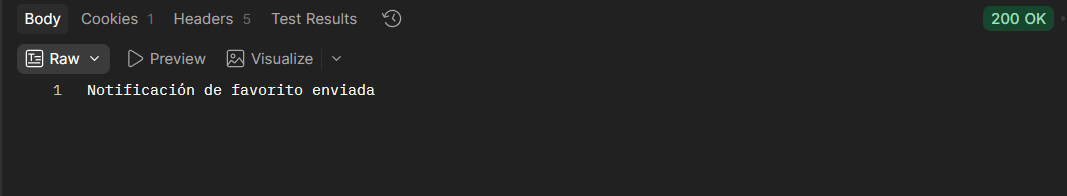 Body Cookies 1 Headers 5 Test Results 200 OK
Raw Preview Visualize
1 Notificación de favorito enviada